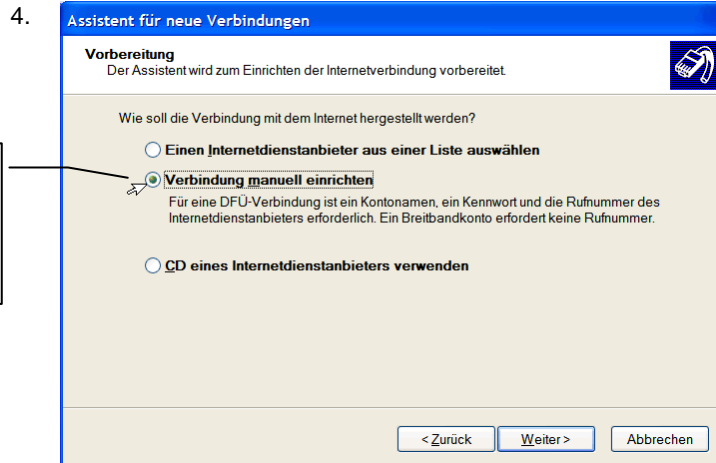 4.
Assistent für neue Verbindungen
Vorbereitung
Der Assistent wird zum Einrichten der Internetverbindung vorbereitet.
Wie soll die Verbindung mit dem Internet hergestellt werden?
Einen Internetdienstanbieter aus einer Liste auswählen
Verbindung manuell einrichten
Für eine DFÜ-Verbindung ist ein Kontonamen, ein Kennwort und die Rufnummer des
Internetdienstanbieters erforderlich. Ein Breitbandkonto erfordert keine Rufnummer.
CD eines Internetdienstanbieters verwenden
< Zurück Weiter > Abbrechen